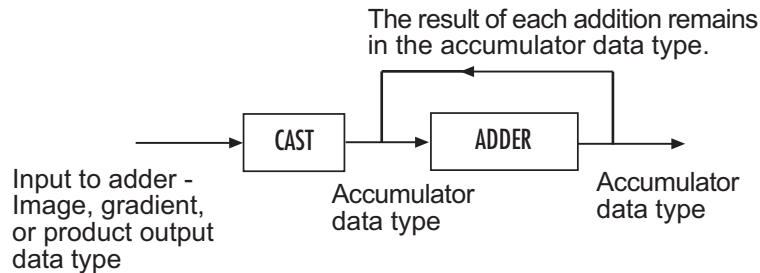 The result of each addition remains
in the accumulator data type.
CAST
ADDER
Input to adder -
Image, gradient,
or product output
data type
Accumulator
data type
Accumulator
data type